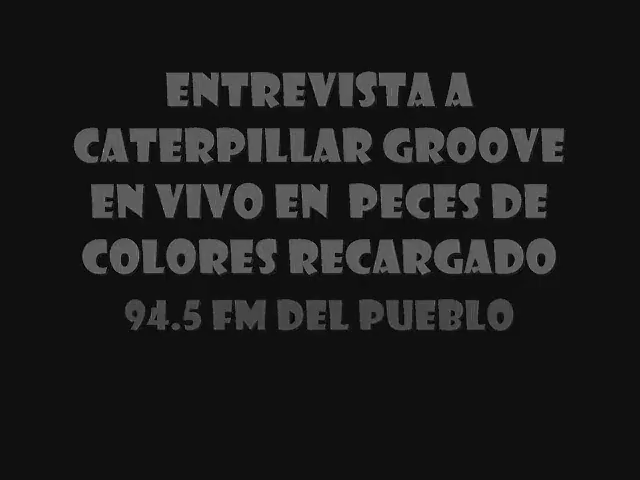 ENTREVISTA A
CATERPILLAR GROOVE
EN VIVO EN PECES DE
COLORES RECARGADO
94.5 FM DEL PUEBLO